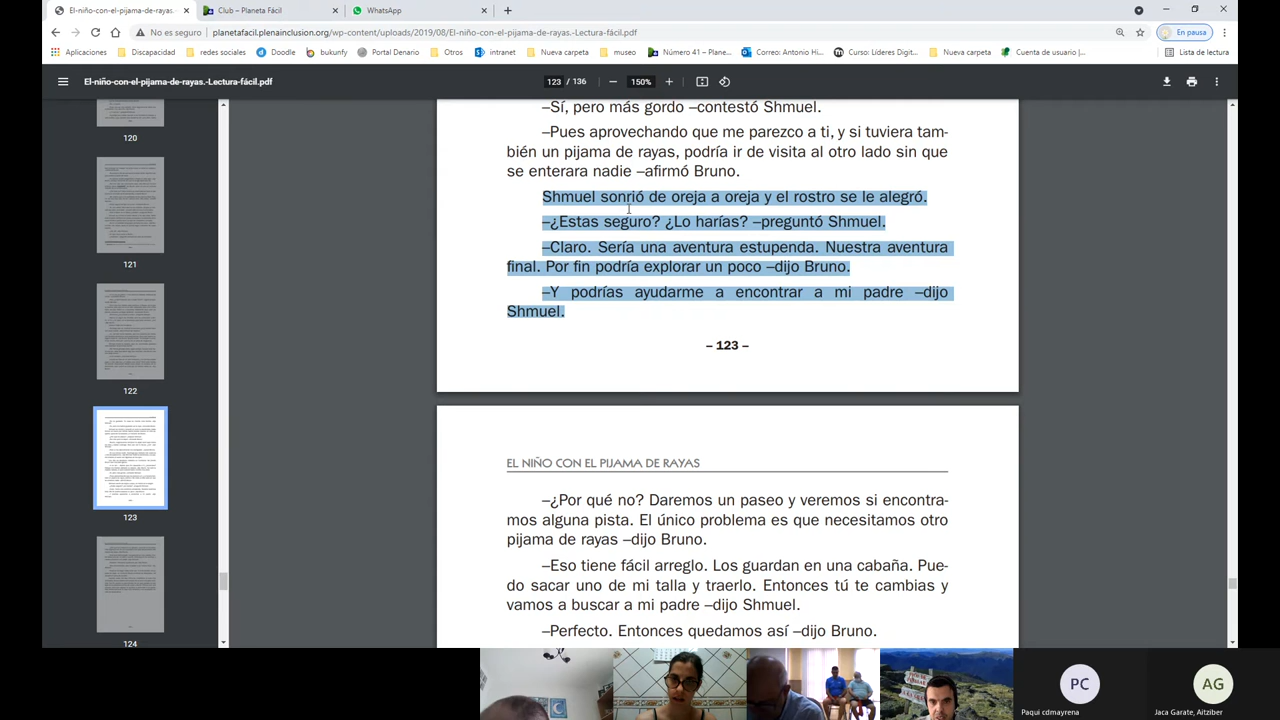 El-niño-con-el-pijama-de-rayas.-
Club – Planeta Fácil
WhatsApp
No es seguro | planetafacil.plenainclusion.org/wp-content/uploads/2019/08/El-niño-con-el-pijama-de-rayas.-Lectura-fácil.pdf
En pausa
Aplicaciones
Discapacidad
redes sociales
Doodle
bukunfy
Portal Denario
Otros
intranet
Nueva carpeta
museo
Número 41 – Plane...
Correo: Antonio Hi...
Curso: Líderes Digit...
Nueva carpeta
Cuenta de usuario...
Lista de lectura
El-niño-con-el-pijama-de-rayas.-Lectura-fácil.pdf
123 / 136
150%
120
121
122
123
124
–Sí, pero más gordo –contestó Shmuel.
–Pues aprovechando que me parezco a ti, y si tuviera tam-
bién un pijama de rayas, podría ir de visita al otro lado sin que
se enterara nadie –afirmó Bruno.
Shmuel sonrió de oreja a oreja y el rostro se le alegró.
–¿Estás seguro? ¿Lo harías? –preguntó Shmuel.
–Claro. Sería una aventura estupenda. Nuestra aventura
final. Por fin podría explorar un poco –dijo Bruno.
–Y podrías ayudarme a encontrar a mi padre –dijo
Shmuel.
– 123 –
EL NIÑO CON EL PIJAMA DE RAYAS
–¿Por qué no? Daremos un paseo y veremos si encontra-
mos alguna pista. El único problema es que necesitamos otro
pijama de rayas –dijo Bruno.
–Eso tiene fácil arreglo. Los guardan en una cabaña. Pue-
do sacar uno de mi talla y traerlo. Entonces tú te cambias y
vamos a buscar a mi padre –dijo Shmuel.
–Perfecto. Entonces quedamos así –dijo Bruno.
PC
Paqui cdmayrena
AG
Jaca Garate, Aitziber